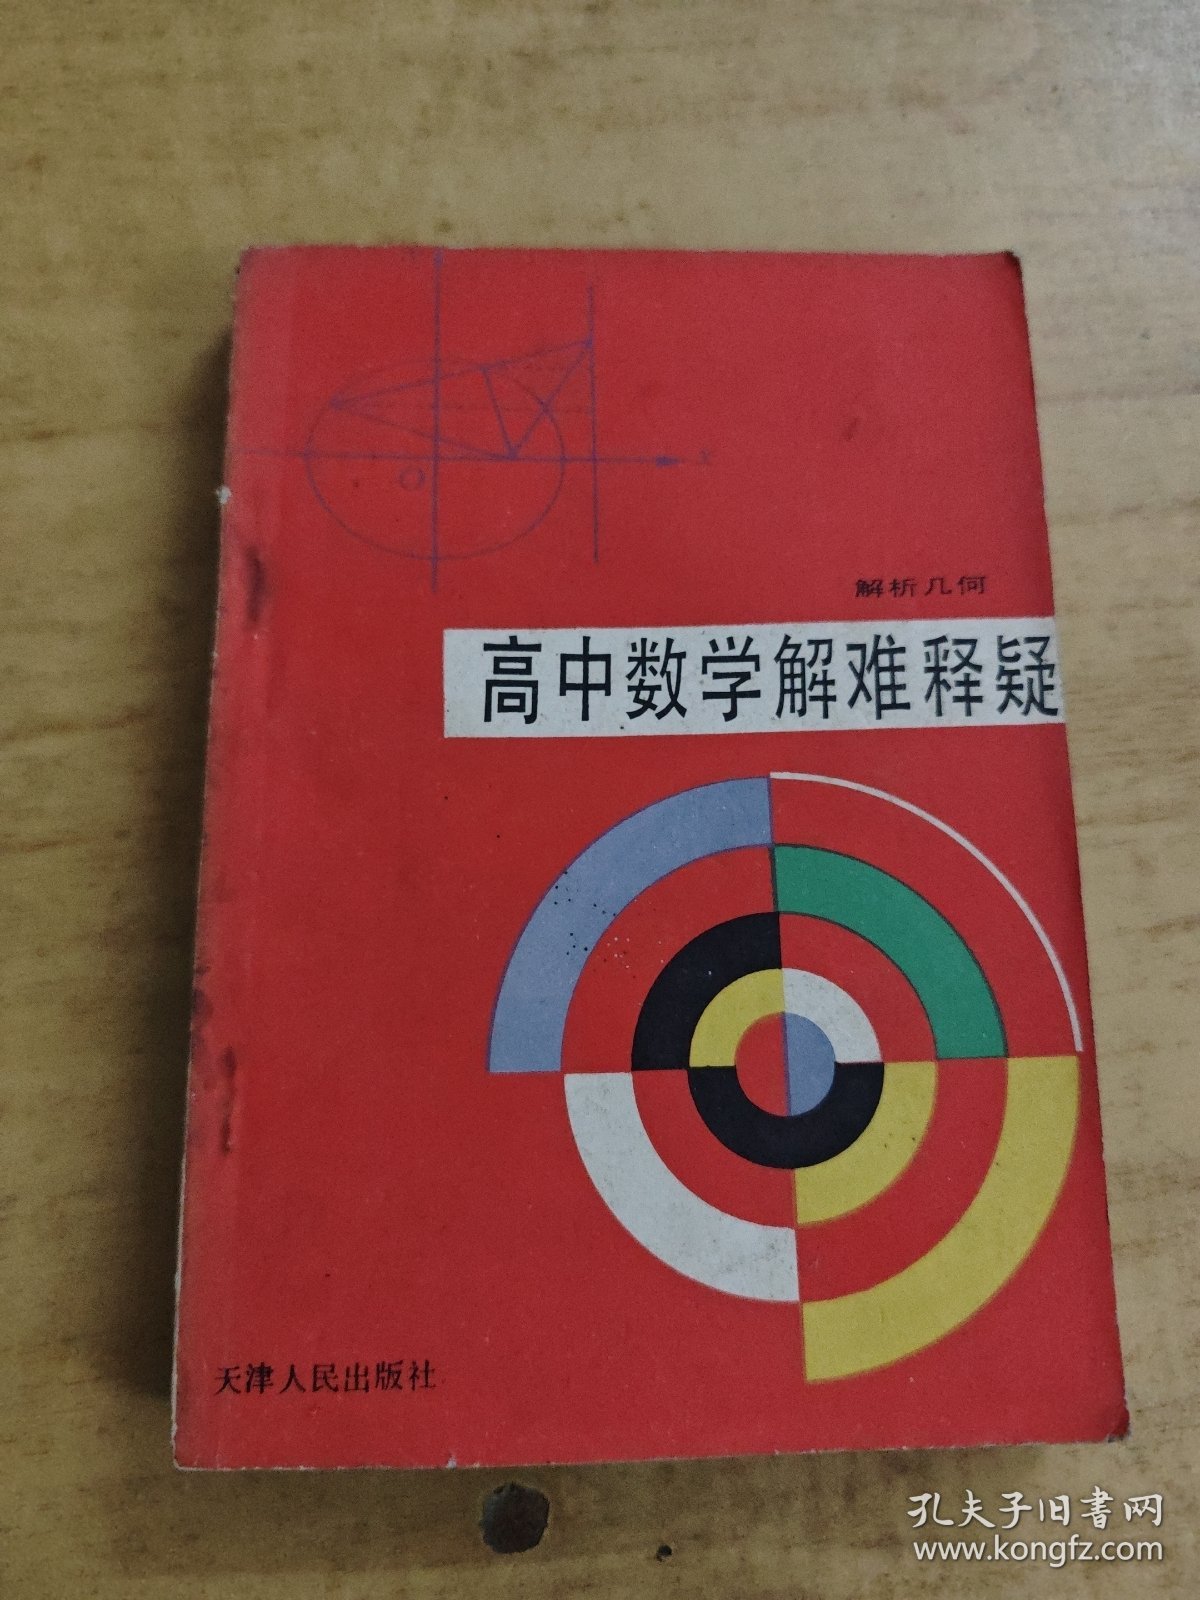 O
x
解析几何
高中数学解难释疑
天津人民出版社
孔夫子旧书网
www.kongfz.com